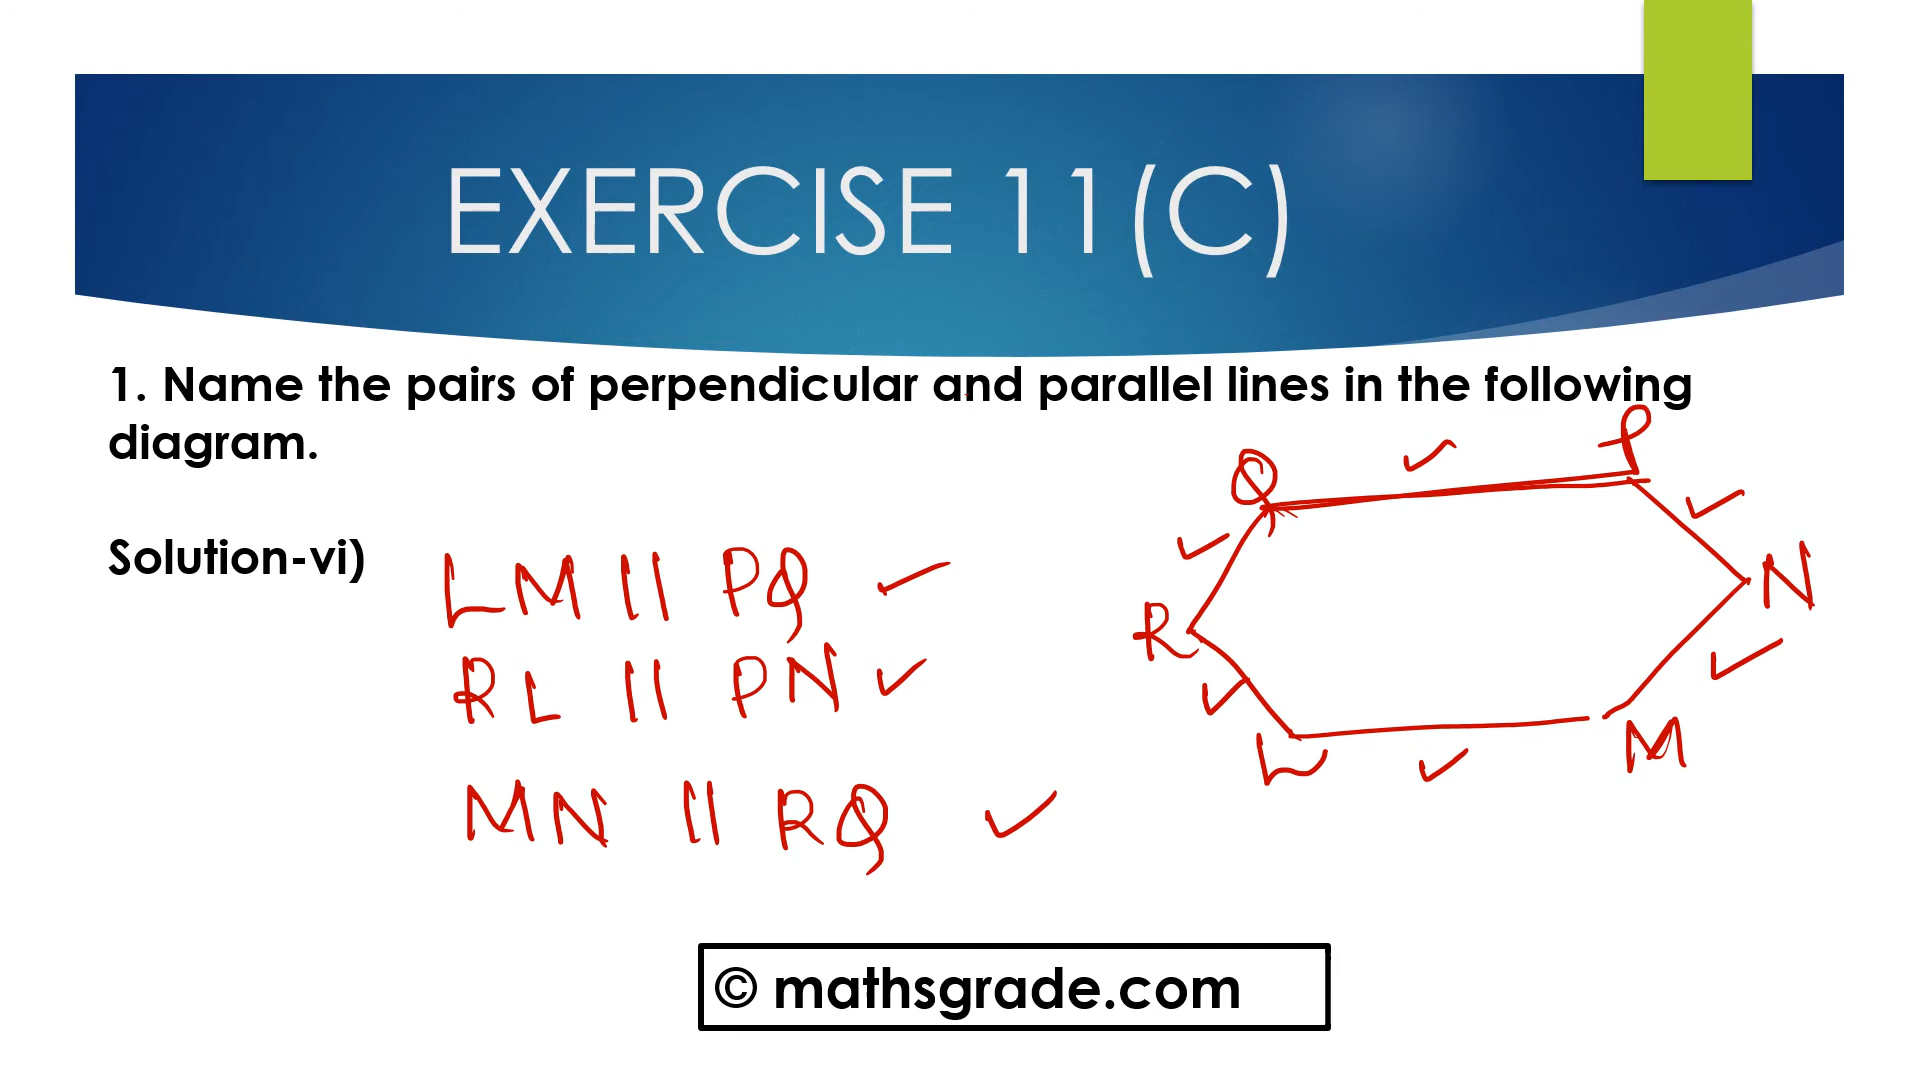 EXERCISE 11(C)
1. Name the pairs of perpendicular and parallel lines in the following
diagram.
Solution-vi)
LM || PQ ✓
RL || PN ✓
MN || RQ ✓
Q ✓ P
✓ ✓
R N
✓ ✓
L ✓ M
© mathsgrade.com